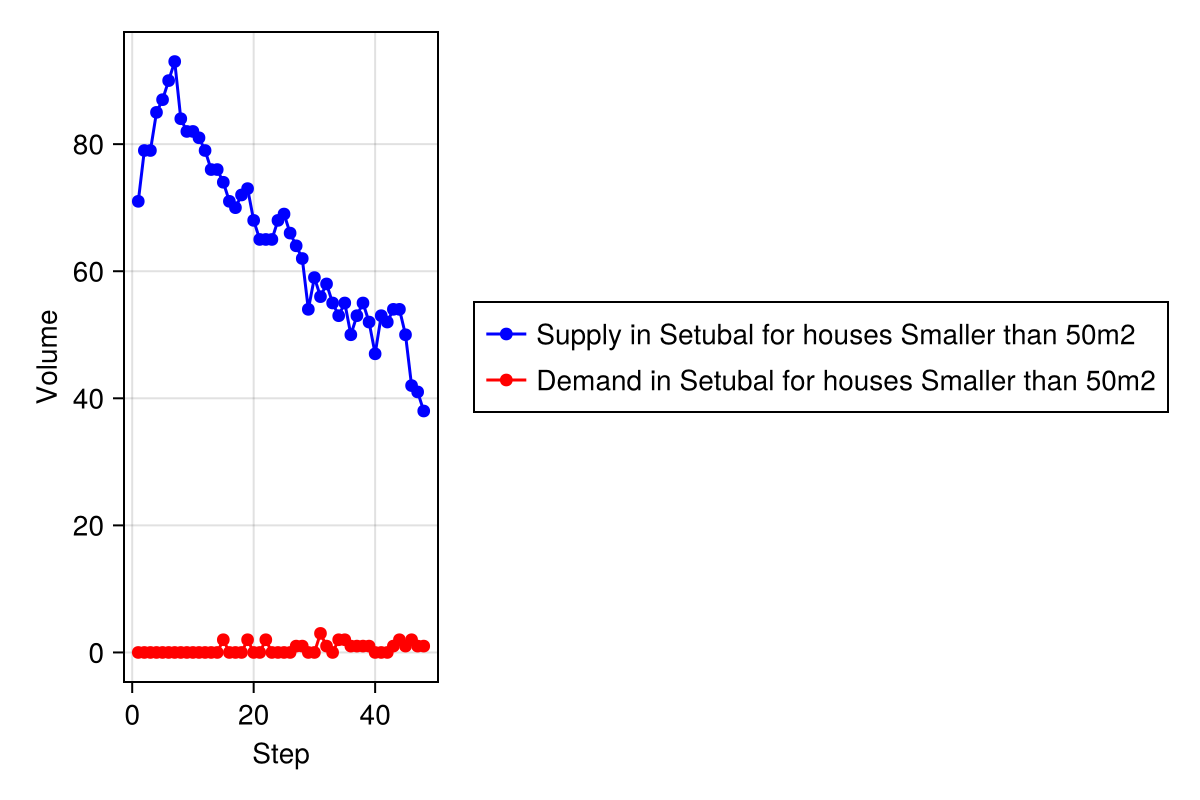 80
60
40
20
0
Volume
0 20 40
Step
Supply in Setubal for houses Smaller than 50m2
Demand in Setubal for houses Smaller than 50m2